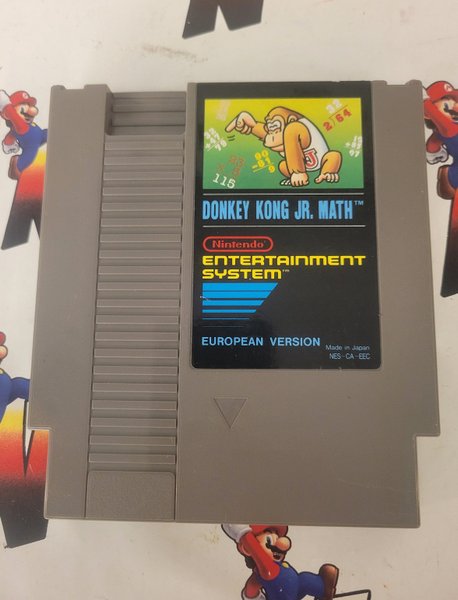 32
2 64
115
J
DONKEY KONG JR. MATH™
Nintendo®
ENTERTAINMENT
SYSTEM™
EUROPEAN VERSION
Made in Japan
NES-CA-EEC